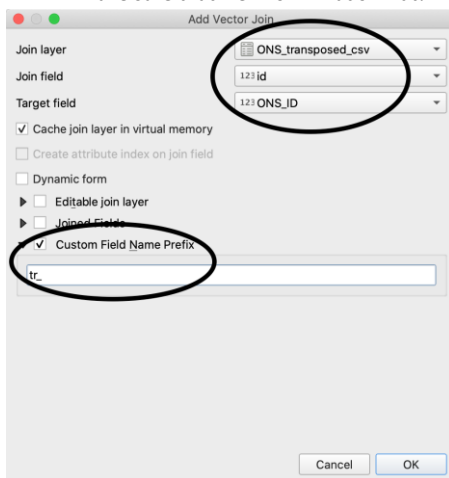 Add Vector Join
Join layer
ONS_transposed_csv
Join field
123 id
Target field
123 ONS_ID
Cache join layer in virtual memory
Create attribute index on join field
Dynamic form
Editable join layer
Joined Fields
Custom Field Name Prefix
tr_
Cancel
OK